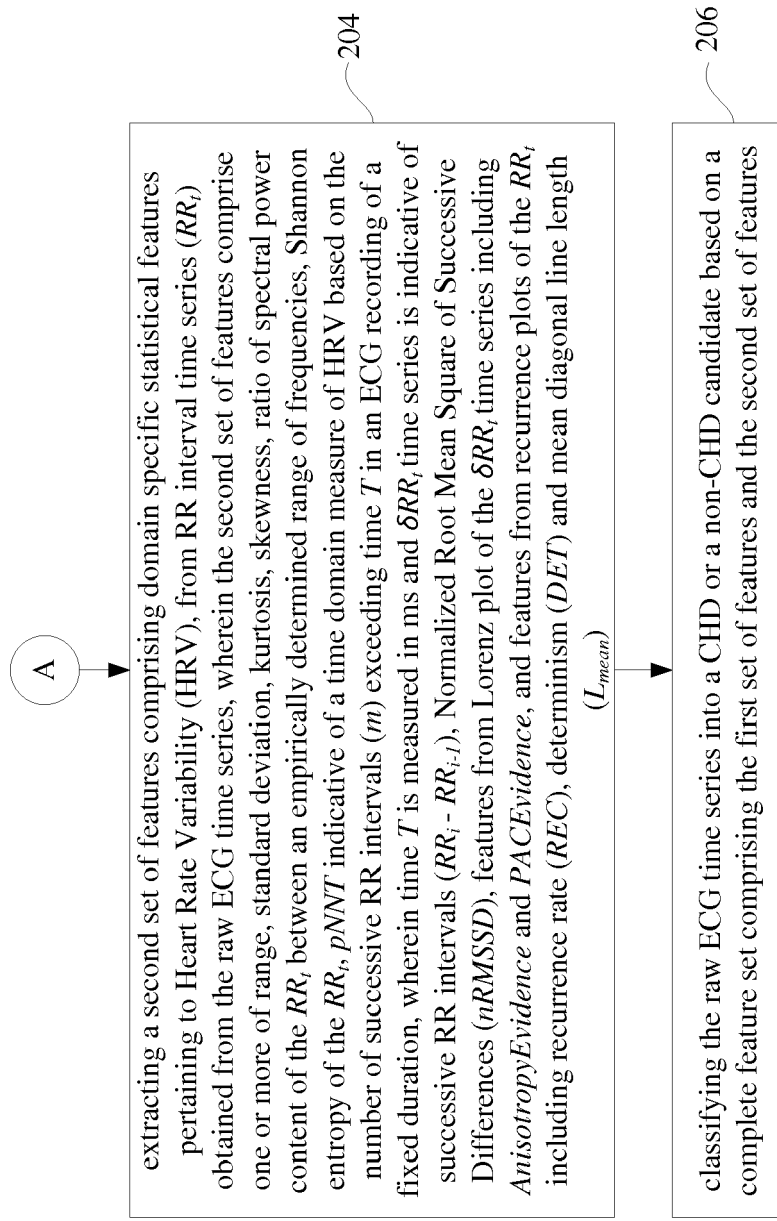 A
204
extracting a second set of features comprising domain specific statistical features
pertaining to Heart Rate Variability (HRV), from RR interval time series (RRt)
obtained from the raw ECG time series, wherein the second set of features comprise
one or more of range, standard deviation, kurtosis, skewness, ratio of spectral power
content of the RRt between an empirically determined range of frequencies, Shannon
entropy of the RRt, pNNT indicative of a time domain measure of HRV based on the
number of successive RR intervals (m) exceeding time T in an ECG recording of a
fixed duration, wherein time T is measured in ms and δRRt time series is indicative of
successive RR intervals (RRi - RRi-1), Normalized Root Mean Square of Successive
Differences (nRMSSD), features from Lorenz plot of the δRRt time series including
AnisotropyEvidence and PACEvidence, and features from recurrence plots of the RRt
including recurrence rate (REC), determinism (DET) and mean diagonal line length
(Lmean)
206
classifying the raw ECG time series into a CHD or a non-CHD candidate based on a
complete feature set comprising the first set of features and the second set of features